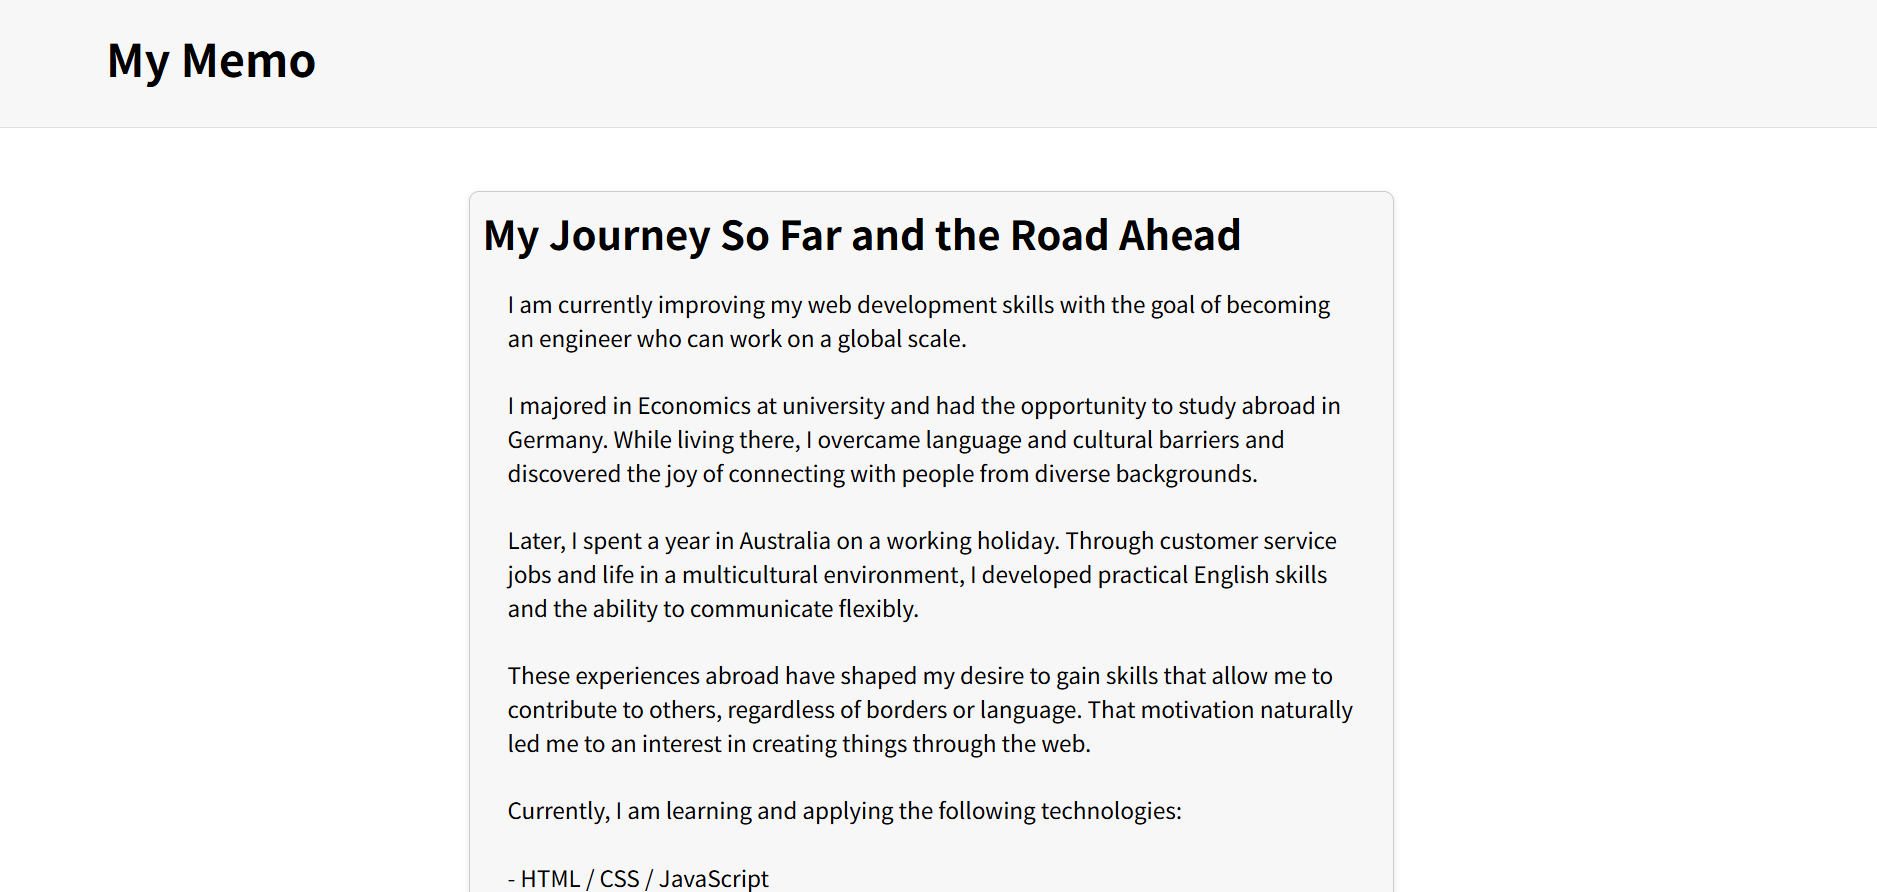 My Memo
My Journey So Far and the Road Ahead
I am currently improving my web development skills with the goal of becoming
an engineer who can work on a global scale.
I majored in Economics at university and had the opportunity to study abroad in
Germany. While living there, I overcame language and cultural barriers and
discovered the joy of connecting with people from diverse backgrounds.
Later, I spent a year in Australia on a working holiday. Through customer service
jobs and life in a multicultural environment, I developed practical English skills
and the ability to communicate flexibly.
These experiences abroad have shaped my desire to gain skills that allow me to
contribute to others, regardless of borders or language. That motivation naturally
led me to an interest in creating things through the web.
Currently, I am learning and applying the following technologies:
- HTML / CSS / JavaScript